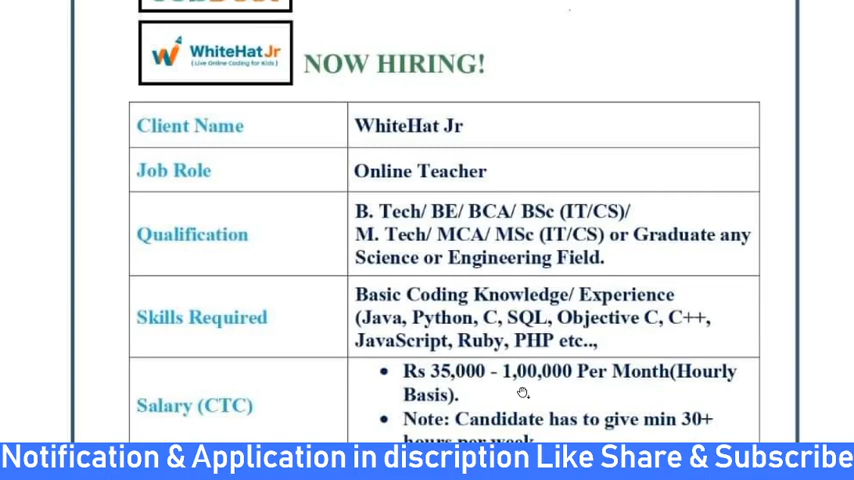 WhiteHat Jr
( Live Online Coding for Kids )
NOW HIRING!
Client Name
WhiteHat Jr
Job Role
Online Teacher
Qualification
B. Tech/ BE/ BCA/ BSc (IT/CS)/
M. Tech/ MCA/ MSc (IT/CS) or Graduate any
Science or Engineering Field.
Skills Required
Basic Coding Knowledge/ Experience
(Java, Python, C, SQL, Objective C, C++,
JavaScript, Ruby, PHP etc..,
Salary (CTC)
• Rs 35,000 - 1,00,000 Per Month(Hourly
Basis).
• Note: Candidate has to give min 30+
hours per week
Notification & Application in discription Like Share & Subscribe